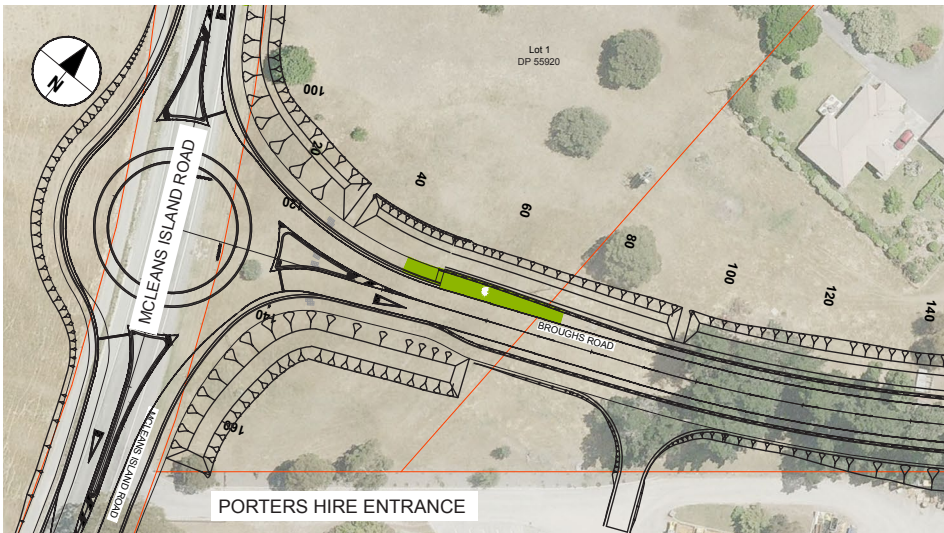 Lot 1
DP 55920
N
100
20
40
60
80
100
120
140
120
140
160
MCLEANS ISLAND ROAD
BROUGHS ROAD
MCLEANS ISLAND ROAD
PORTERS HIRE ENTRANCE